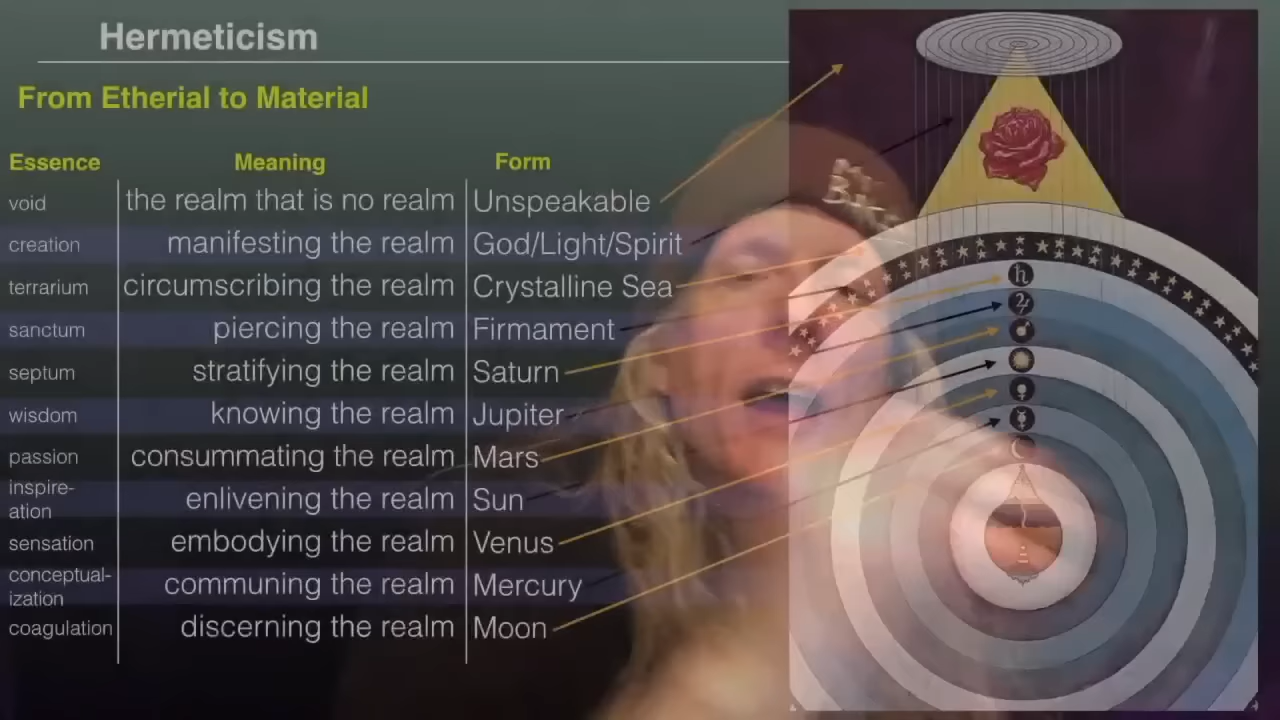 Hermeticism
From Etherial to Material
Essence Meaning Form
void the realm that is no realm Unspeakable
creation manifesting the realm God/Light/Spirit
terrarium circumscribing the realm Crystalline Sea
sanctum piercing the realm Firmament
septum stratifying the realm Saturn
wisdom knowing the realm Jupiter
passion consummating the realm Mars
inspire-
ation enlivening the realm Sun
sensation embodying the realm Venus
conceptual-
ization communing the realm Mercury
coagulation discerning the realm Moon
♄
♃
♂
♀
☿
☾